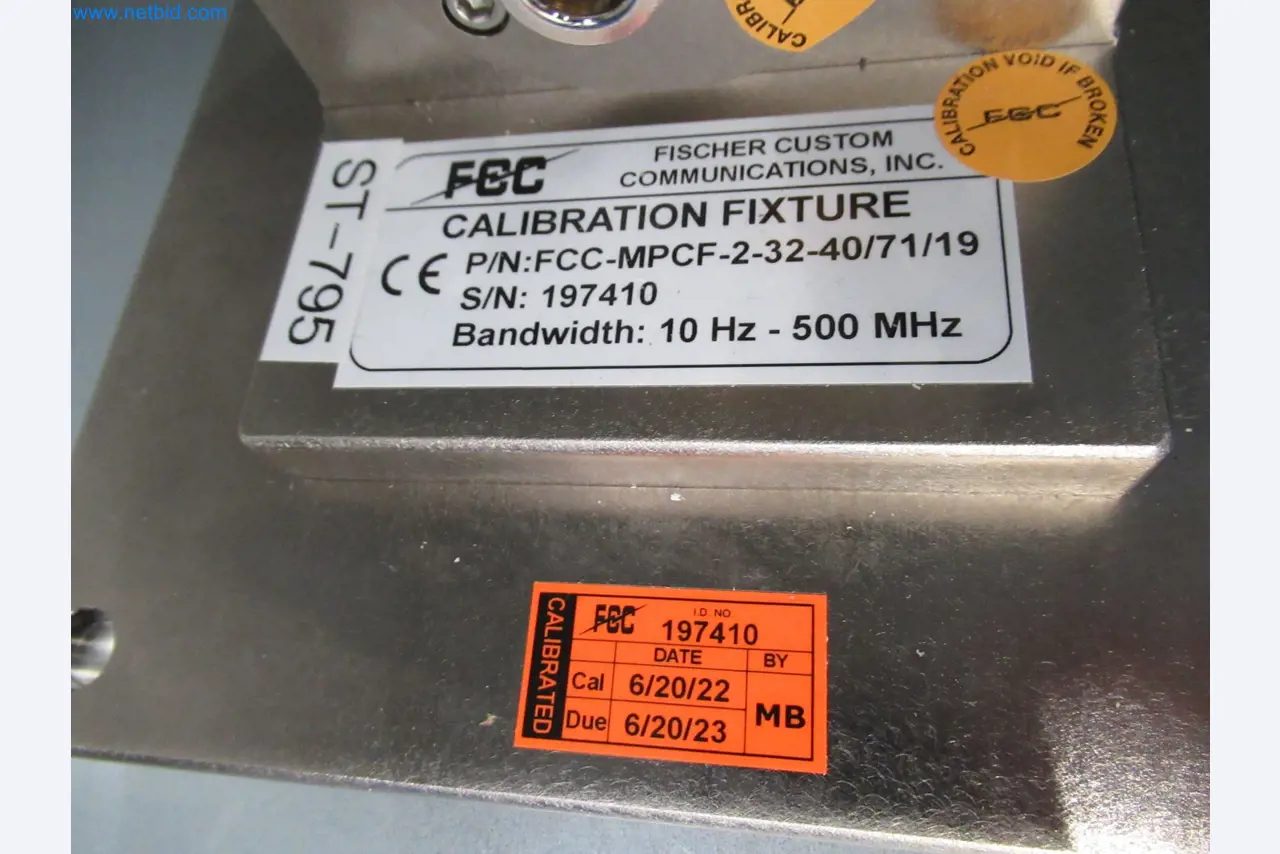 www.netbid.com
CALIBR
CALIB
CALIBRATION VOID IF BROKEN
FCC
FCC
FISCHER CUSTOM
COMMUNICATIONS, INC.
CALIBRATION FIXTURE
CE P/N:FCC-MPCF-2-32-40/71/19
S/N: 197410
Bandwidth: 10 Hz - 500 MHz
ST-795
CALIBRATED
FCC I.D. NO
197410
DATE BY
Cal 6/20/22
Due 6/20/23
MB